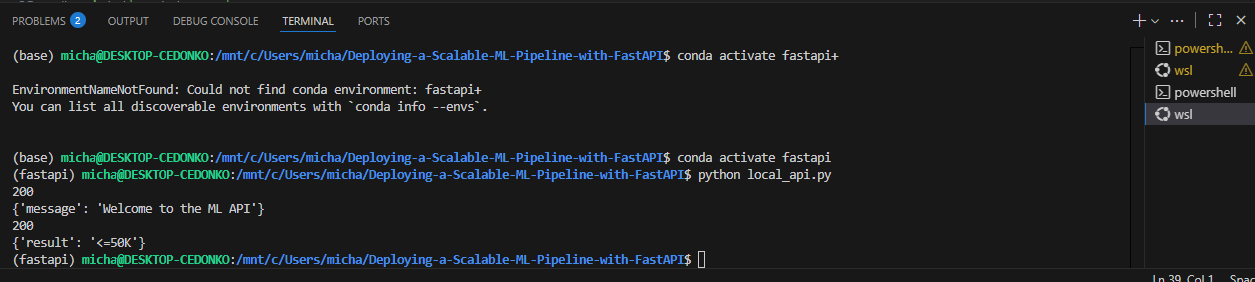 PROBLEMS 2 OUTPUT DEBUG CONSOLE TERMINAL PORTS
(base) micha@DESKTOP-CEDONKO:/mnt/c/Users/micha/Deploying-a-Scalable-ML-Pipeline-with-FastAPI$ conda activate fastapi+
EnvironmentNameNotFound: Could not find conda environment: fastapi+
You can list all discoverable environments with `conda info --envs`.
(base) micha@DESKTOP-CEDONKO:/mnt/c/Users/micha/Deploying-a-Scalable-ML-Pipeline-with-FastAPI$ conda activate fastapi
(fastapi) micha@DESKTOP-CEDONKO:/mnt/c/Users/micha/Deploying-a-Scalable-ML-Pipeline-with-FastAPI$ python local_api.py
200
{'message': 'Welcome to the ML API'}
200
{'result': '<=50K'}
(fastapi) micha@DESKTOP-CEDONKO:/mnt/c/Users/micha/Deploying-a-Scalable-ML-Pipeline-with-FastAPI$
powersh...
wsl
powershell
wsl
Ln 39, Col 1 Spac